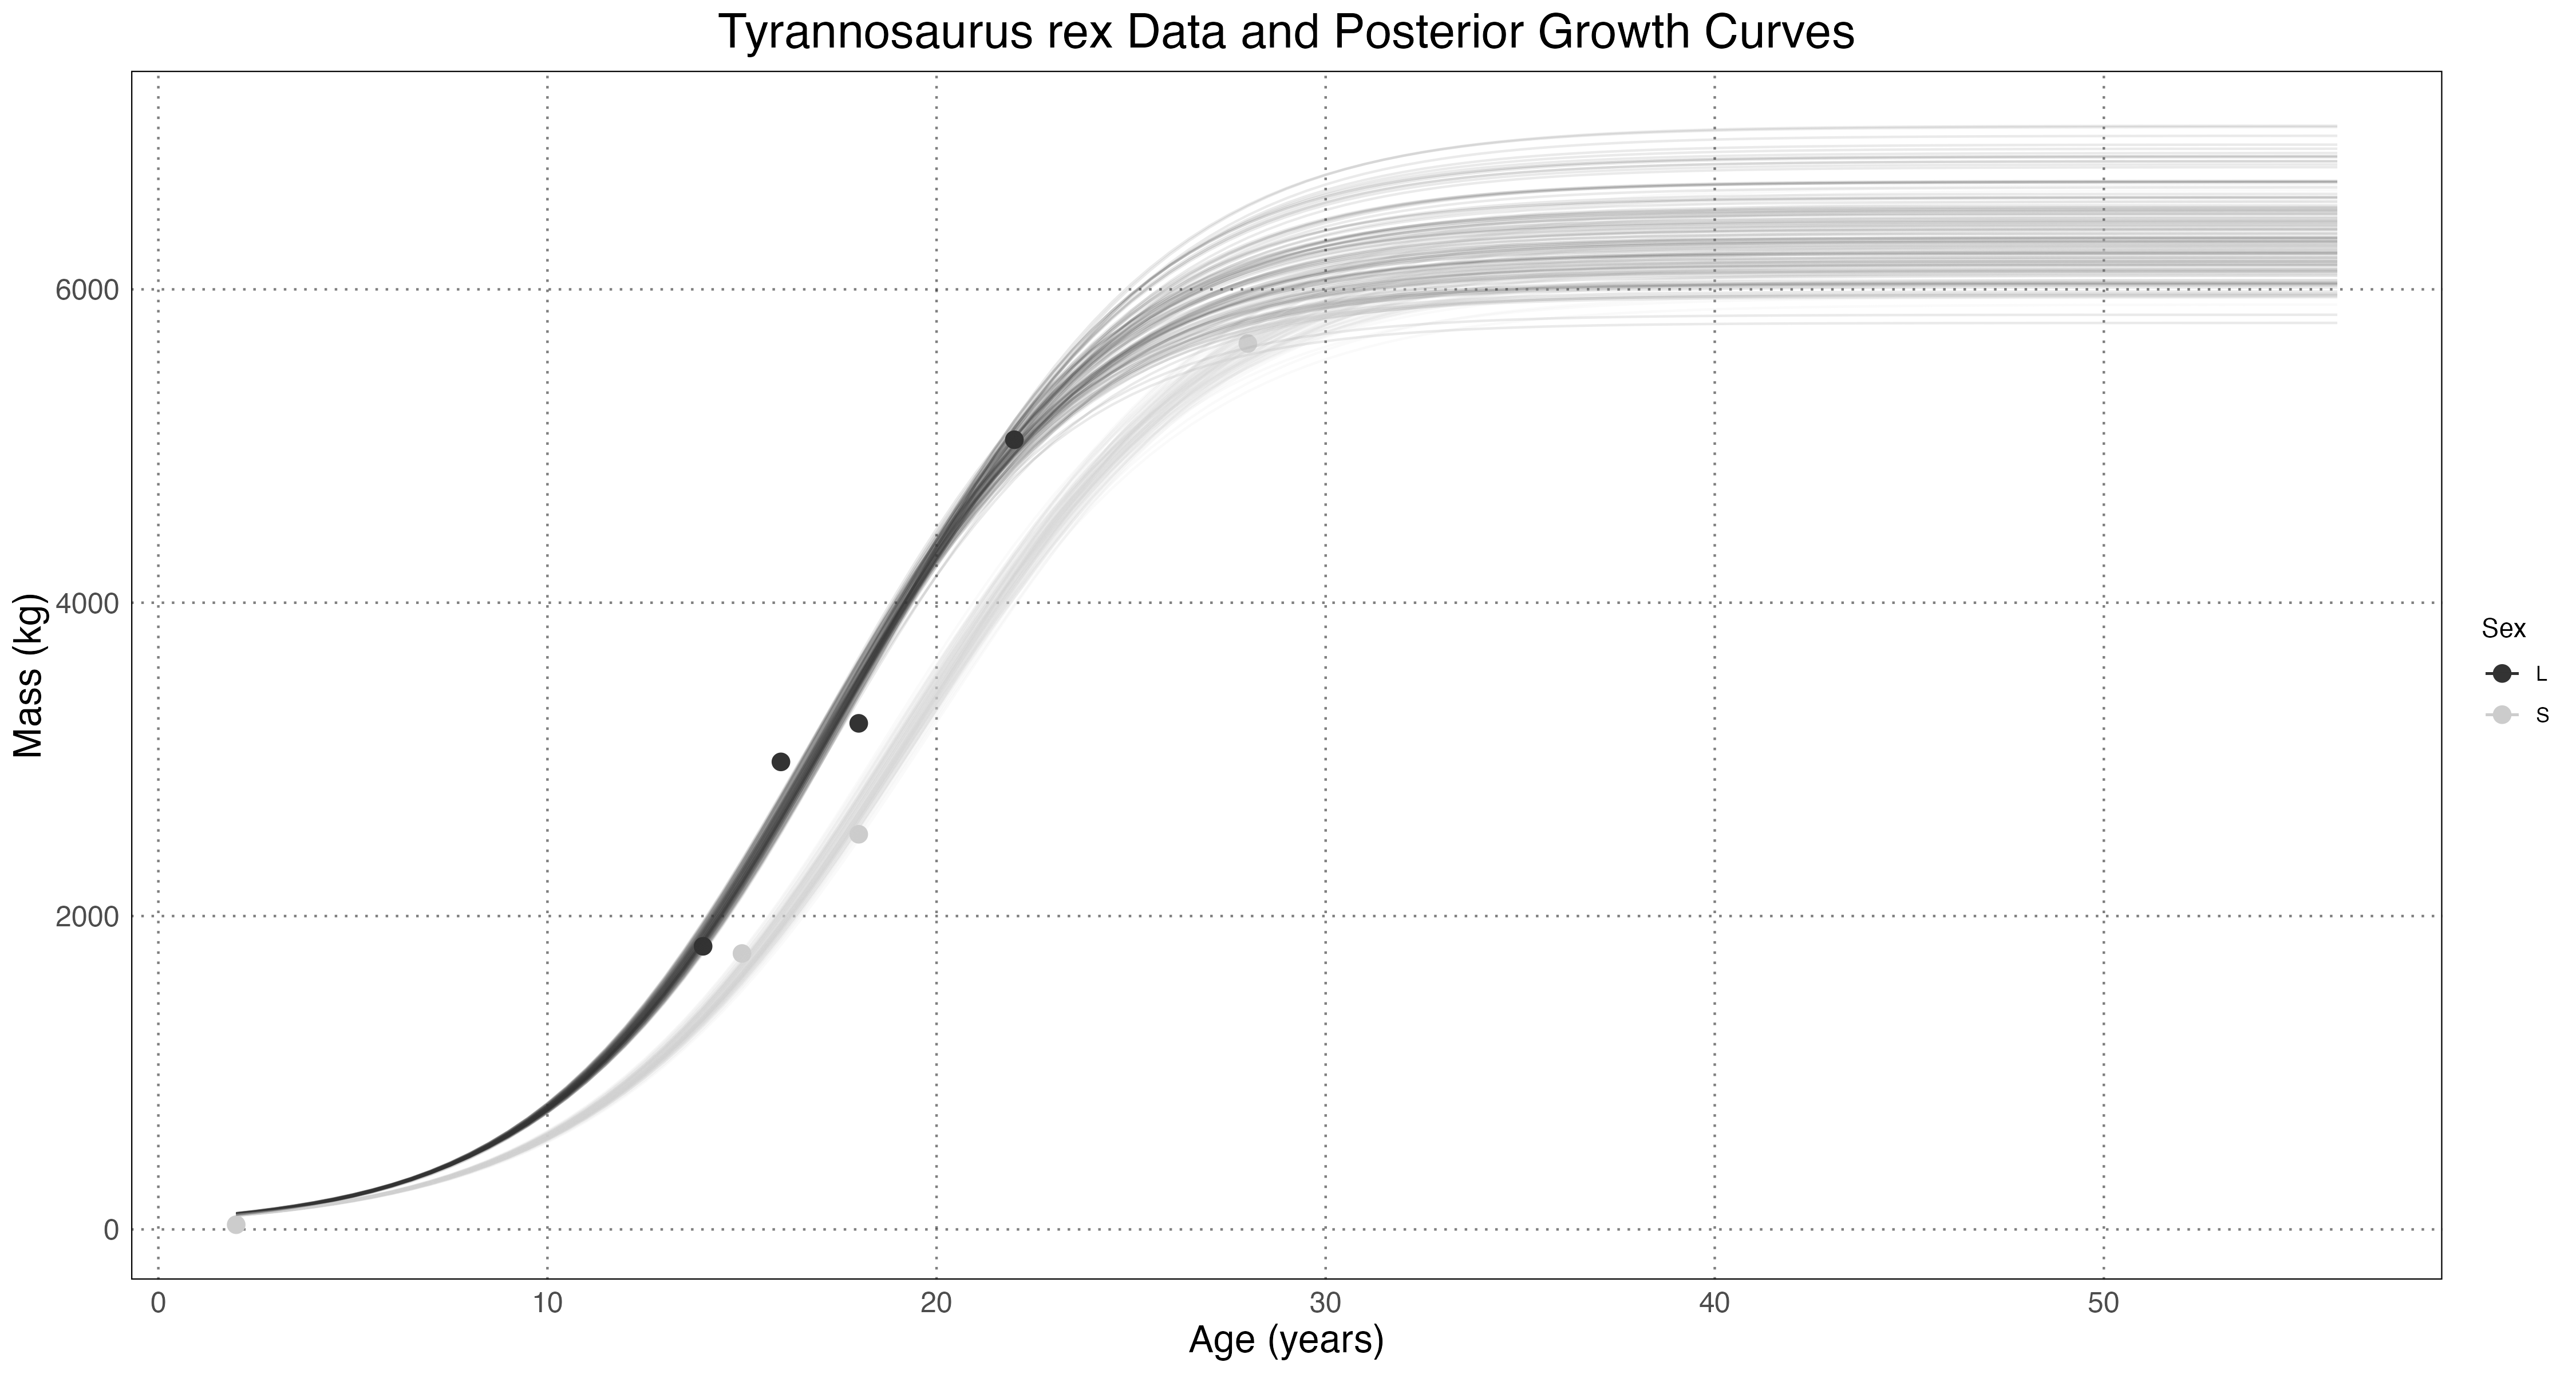 Tyrannosaurus rex Data and Posterior Growth Curves
Mass (kg)
6000
4000
2000
0
0 10 20 30 40 50
Age (years)
Sex
L
S